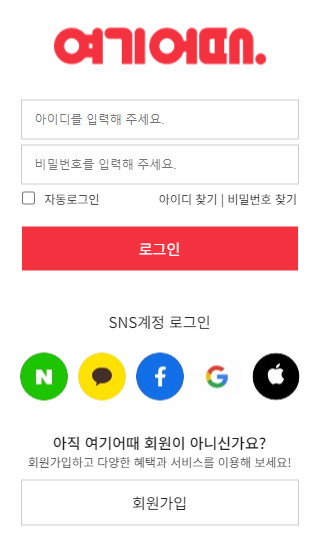 여기어때.
아이디를 입력해 주세요.
비밀번호를 입력해 주세요.
자동로그인 아이디 찾기 | 비밀번호 찾기
로그인
SNS계정 로그인
N f G
아직 여기어때 회원이 아니신가요?
회원가입하고 다양한 혜택과 서비스를 이용해 보세요!
회원가입